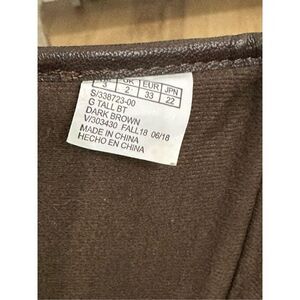 UK EUR JPN
3 2 33 22
S/338723-00
G TALL BT
DARK BROWN
V/303430 FALL18 06/18
MADE IN CHINA
HECHO EN CHINA